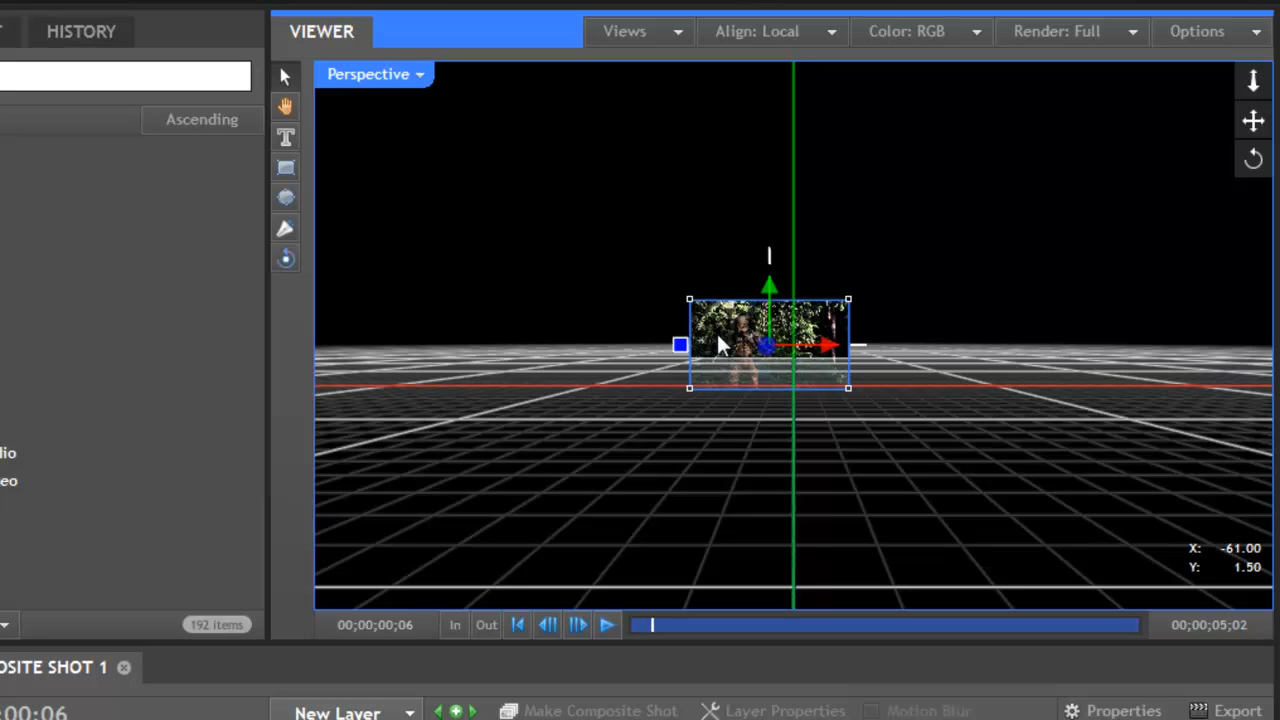 HISTORY
VIEWER
Views
Align: Local
Color: RGB
Render: Full
Options
Perspective
Ascending
T
dio
eo
X: -61.00
Y: 1.50
192 items
00;00;00;06
In
Out
00;00;05;02
OSITE SHOT 1
:00:06
New Layer
Make Composite Shot
Layer Properties
Motion Blur
Properties
Export